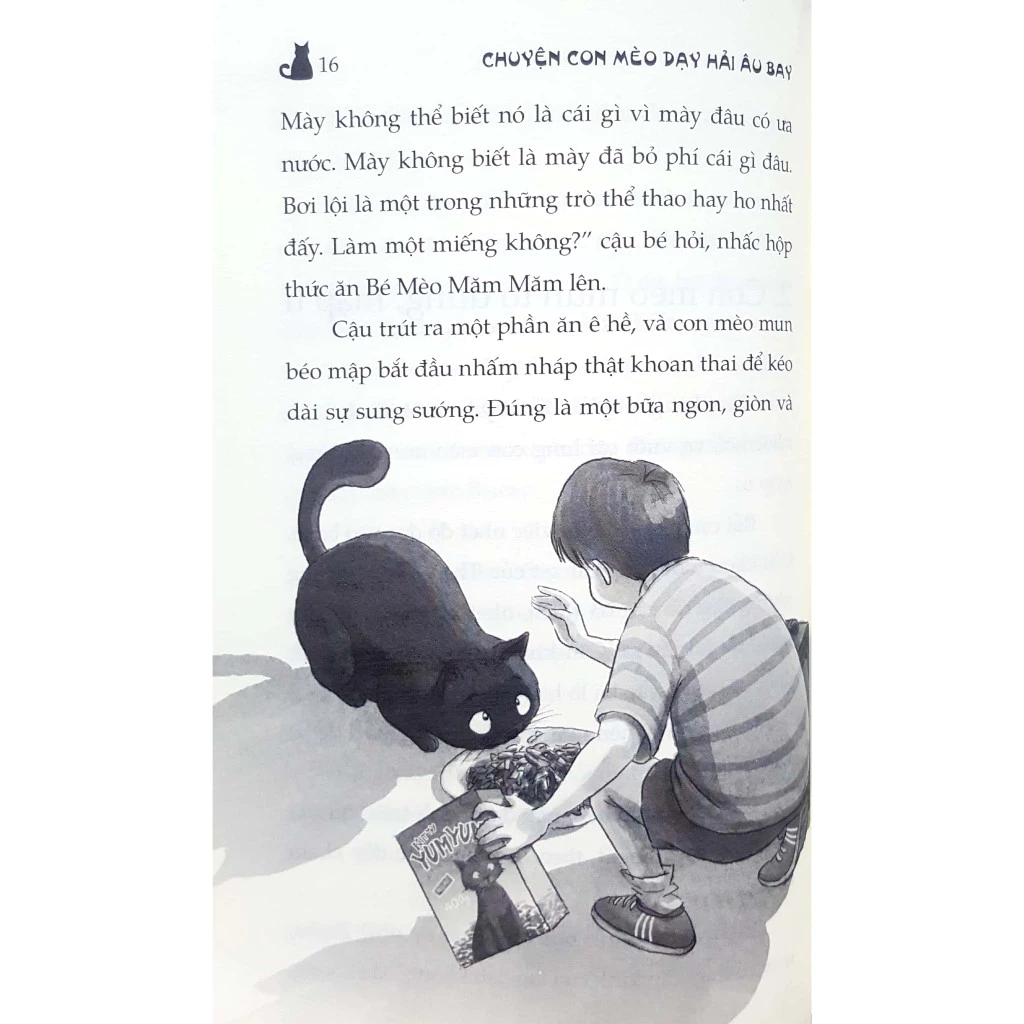 16
CHUYỆN CON MÈO DẠY HẢI ÂU BAY
Mày không thể biết nó là cái gì vì mày đâu có ưa
nước. Mày không biết là mày đã bỏ phí cái gì đâu.
Bơi lội là một trong những trò thể thao hay ho nhất
đấy. Làm một miếng không?” cậu bé hỏi, nhấc hộp
thức ăn Bé Mèo Măm Măm lên.
Cậu trút ra một phần ăn ê hề, và con mèo mun
béo mập bắt đầu nhấm nháp thật khoan thai để kéo
dài sự sung sướng. Đúng là một bữa ngon, giòn và
YUMYUM